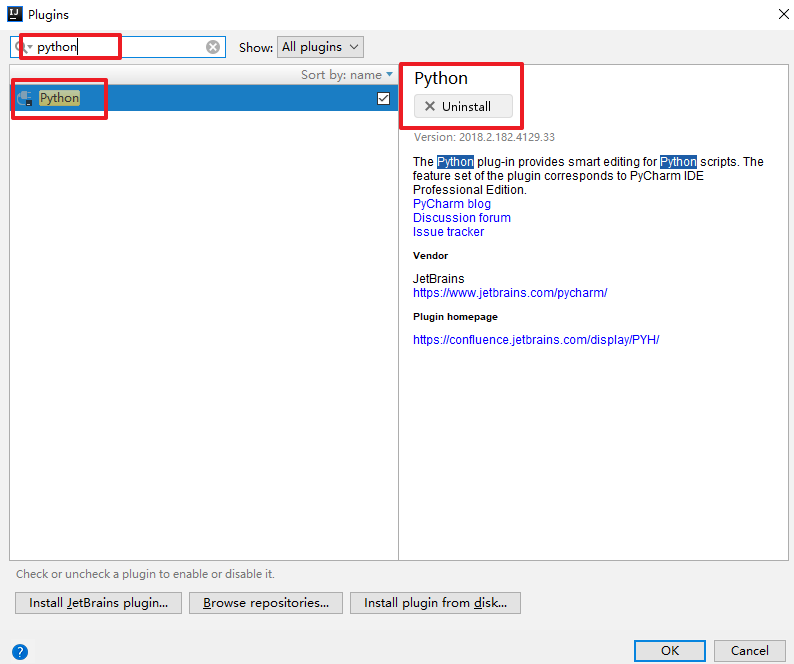 Plugins
python
Show: All plugins
Sort by: name
Python
Python
Uninstall
Version: 2018.2.182.4129.33
The Python plug-in provides smart editing for Python scripts. The
feature set of the plugin corresponds to PyCharm IDE
Professional Edition.
PyCharm blog
Discussion forum
Issue tracker
Vendor
JetBrains
https://www.jetbrains.com/pycharm/
Plugin homepage
https://confluence.jetbrains.com/display/PYH/
Check or uncheck a plugin to enable or disable it.
Install JetBrains plugin... Browse repositories... Install plugin from disk...
? OK Cancel